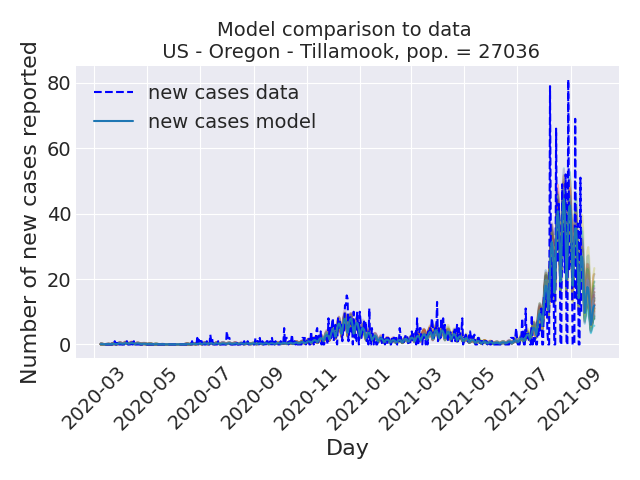 Model comparison to data
US - Oregon - Tillamook, pop. = 27036
Number of new cases reported
80
60
40
20
0
new cases data
new cases model
2020-03
2020-05
2020-07
2020-09
2020-11
2021-01
2021-03
2021-05
2021-07
2021-09
Day